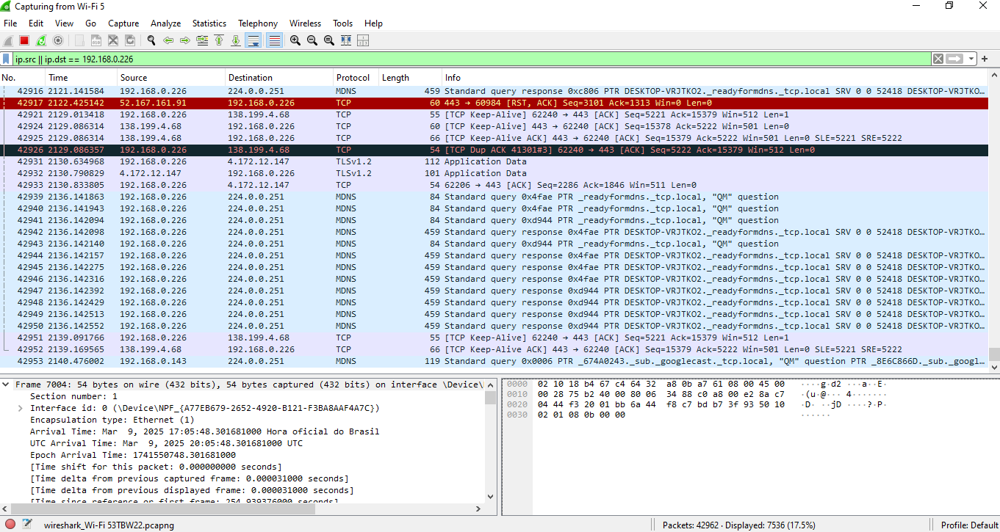 Capturing from Wi-Fi 5
File Edit View Go Capture Analyze Statistics Telephony Wireless Tools Help
ip.src || ip.dst == 192.168.0.226
No. Time Source Destination Protocol Length Info
42916 2121.141584 192.168.0.226 224.0.0.251 MDNS 459 Standard query response 0xc806 PTR DESKTOP-VRJTKO2._readyformdns._tcp.local SRV 0 0 52418 DESKTOP-VRJTKO…
42917 2122.425142 52.167.161.91 192.168.0.226 TCP 60 443 → 60984 [RST, ACK] Seq=3101 Ack=1313 Win=0 Len=0
42921 2129.013418 192.168.0.226 138.199.4.68 TCP 55 [TCP Keep-Alive] 62240 → 443 [ACK] Seq=5221 Ack=15379 Win=512 Len=1
42924 2129.086314 138.199.4.68 192.168.0.226 TCP 60 [TCP Keep-Alive] 443 → 62240 [ACK] Seq=15378 Ack=5222 Win=501 Len=0
42925 2129.086314 138.199.4.68 192.168.0.226 TCP 66 [TCP Keep-Alive ACK] 443 → 62240 [ACK] Seq=15379 Ack=5222 Win=501 Len=0 SLE=5221 SRE=5222
42926 2129.086357 192.168.0.226 138.199.4.68 TCP 54 [TCP Dup ACK 41301#3] 62240 → 443 [ACK] Seq=5222 Ack=15379 Win=512 Len=0
42931 2130.634968 192.168.0.226 4.172.12.147 TLSv1.2 112 Application Data
42932 2130.790829 4.172.12.147 192.168.0.226 TLSv1.2 101 Application Data
42933 2130.833805 192.168.0.226 4.172.12.147 TCP 54 62206 → 443 [ACK] Seq=2286 Ack=1846 Win=511 Len=0
42939 2136.141863 192.168.0.226 224.0.0.251 MDNS 84 Standard query 0x4fae PTR _readyformdns._tcp.local, "QM" question
42940 2136.141943 192.168.0.226 224.0.0.251 MDNS 84 Standard query 0x4fae PTR _readyformdns._tcp.local, "QM" question
42941 2136.142094 192.168.0.226 224.0.0.251 MDNS 84 Standard query 0xd944 PTR _readyformdns._tcp.local, "QM" question
42942 2136.142098 192.168.0.226 224.0.0.251 MDNS 459 Standard query response 0x4fae PTR DESKTOP-VRJTKO2._readyformdns._tcp.local SRV 0 0 52418 DESKTOP-VRJTKO…
42943 2136.142140 192.168.0.226 224.0.0.251 MDNS 84 Standard query 0xd944 PTR _readyformdns._tcp.local, "QM" question
42944 2136.142157 192.168.0.226 224.0.0.251 MDNS 459 Standard query response 0x4fae PTR DESKTOP-VRJTKO2._readyformdns._tcp.local SRV 0 0 52418 DESKTOP-VRJTKO…
42945 2136.142275 192.168.0.226 224.0.0.251 MDNS 459 Standard query response 0x4fae PTR DESKTOP-VRJTKO2._readyformdns._tcp.local SRV 0 0 52418 DESKTOP-VRJTKO…
42946 2136.142316 192.168.0.226 224.0.0.251 MDNS 459 Standard query response 0x4fae PTR DESKTOP-VRJTKO2._readyformdns._tcp.local SRV 0 0 52418 DESKTOP-VRJTKO…
42947 2136.142392 192.168.0.226 224.0.0.251 MDNS 459 Standard query response 0xd944 PTR DESKTOP-VRJTKO2._readyformdns._tcp.local SRV 0 0 52418 DESKTOP-VRJTKO…
42948 2136.142429 192.168.0.226 224.0.0.251 MDNS 459 Standard query response 0xd944 PTR DESKTOP-VRJTKO2._readyformdns._tcp.local SRV 0 0 52418 DESKTOP-VRJTKO…
42949 2136.142513 192.168.0.226 224.0.0.251 MDNS 459 Standard query response 0xd944 PTR DESKTOP-VRJTKO2._readyformdns._tcp.local SRV 0 0 52418 DESKTOP-VRJTKO…
42950 2136.142552 192.168.0.226 224.0.0.251 MDNS 459 Standard query response 0xd944 PTR DESKTOP-VRJTKO2._readyformdns._tcp.local SRV 0 0 52418 DESKTOP-VRJTKO…
42951 2139.091766 192.168.0.226 138.199.4.68 TCP 55 [TCP Keep-Alive] 62240 → 443 [ACK] Seq=5221 Ack=15379 Win=512 Len=1
42952 2139.169565 138.199.4.68 192.168.0.226 TCP 66 [TCP Keep-Alive ACK] 443 → 62240 [ACK] Seq=15379 Ack=5222 Win=501 Len=0 SLE=5221 SRE=5222
42953 2140.476002 192.168.0.143 224.0.0.251 MDNS 119 Standard query 0x0006 PTR _674A0243._sub._googlecast._tcp.local, "QM" question PTR _8E6C866D._sub._googl…
Frame 7004: 54 bytes on wire (432 bits), 54 bytes captured (432 bits) on interface \Device\
Section number: 1
Interface id: 0 (\Device\NPF_{A77EB679-2652-4920-B121-F3BA8AAF4A7C})
Encapsulation type: Ethernet (1)
Arrival Time: Mar  9, 2025 17:05:48.301681000 Hora oficial do Brasil
UTC Arrival Time: Mar  9, 2025 20:05:48.301681000 UTC
Epoch Arrival Time: 1741550748.301681000
[Time shift for this packet: 0.000000000 seconds]
[Time delta from previous captured frame: 0.000031000 seconds]
[Time delta from previous displayed frame: 0.000031000 seconds]
[Time since reference or first frame: 254.939376000 seconds]
0000 02 10 18 b4 67 c4 64 32 a8 0b a7 61 08 00 45 00 ····g·d2 ···a··E·
0010 00 28 75 b2 40 00 80 06 34 88 c0 a8 00 e2 8a c7 ·(u·@··· 4·······
0020 04 44 f3 20 01 bb 6a 44 f8 c7 bd b7 3f 93 50 10 ·D· ··jD ····?·P·
0030 02 01 08 0b 00 00 ······
wireshark_Wi-Fi 53TBW22.pcapng
Packets: 42962 · Displayed: 7536 (17.5%)
Profile: Default